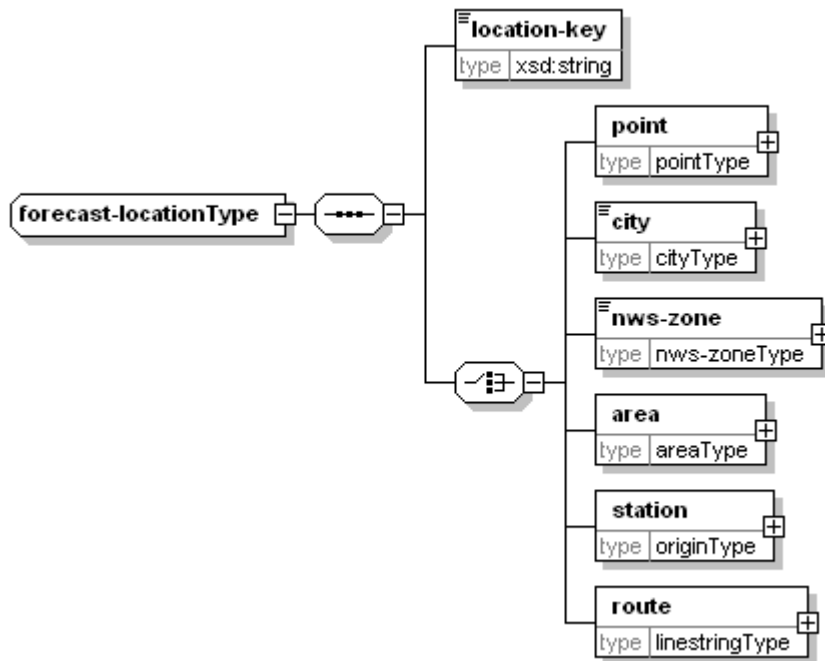 location-key
type xsd:string
point
type pointType
forecast-locationType
city
type cityType
nws-zone
type nws-zoneType
area
type areaType
station
type originType
route
type linestringType